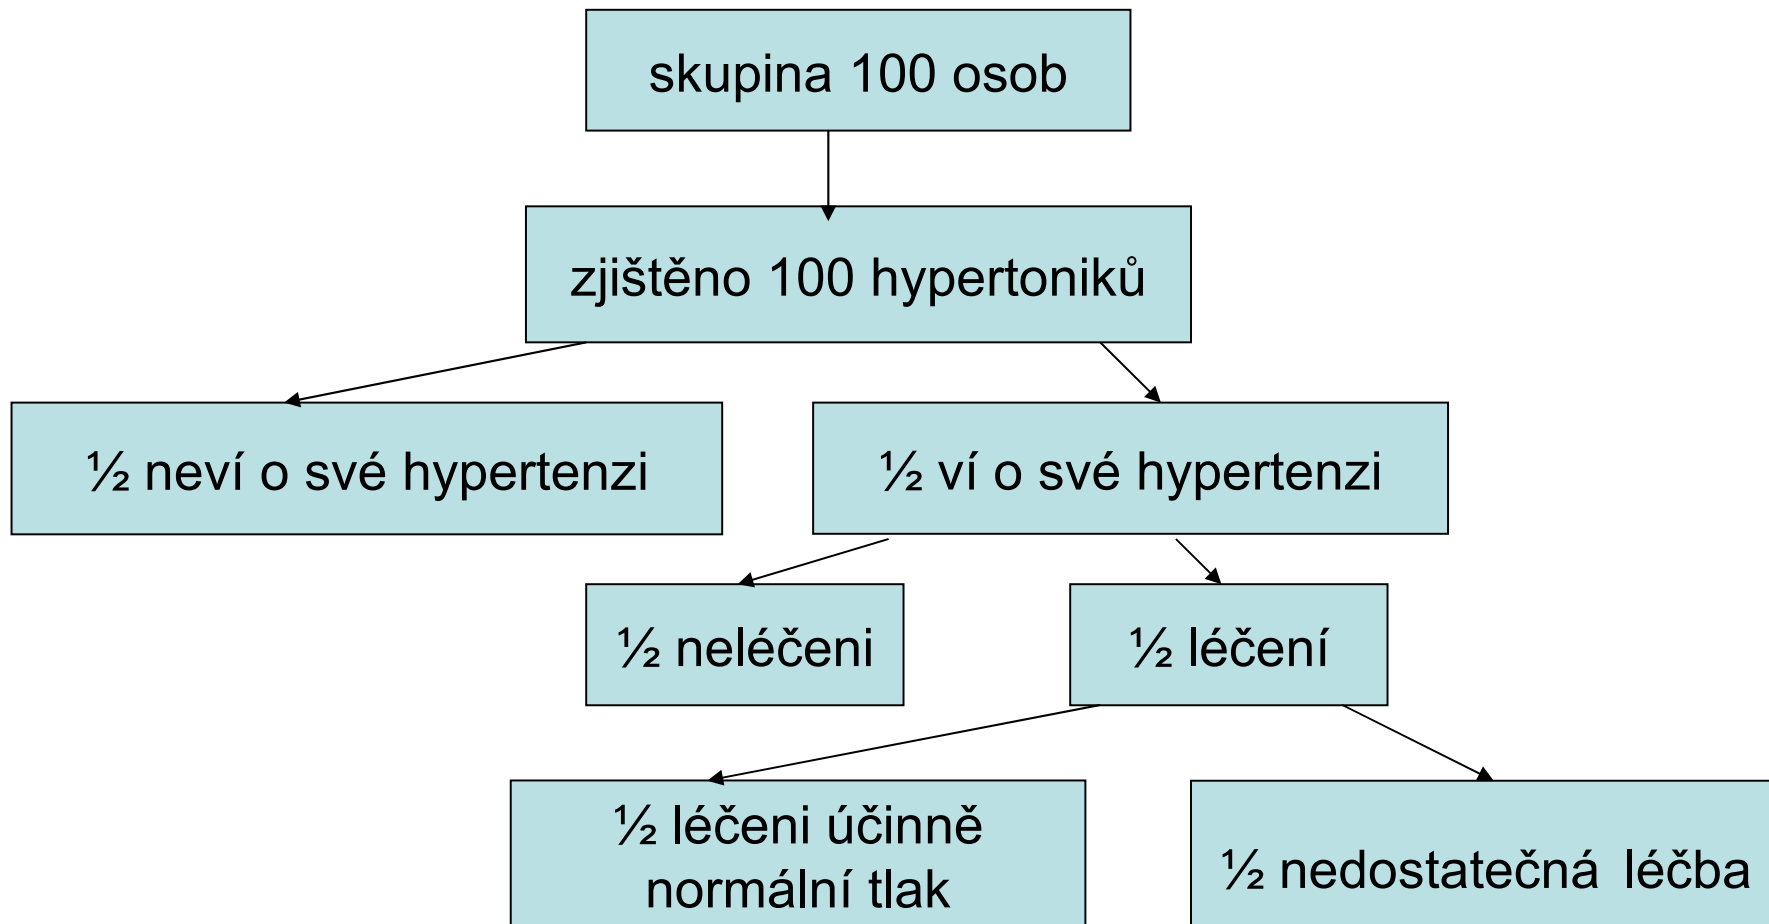 skupina 100 osob
zjištěno 100 hypertoniků
½ neví o své hypertenzi
½ ví o své hypertenzi
½ neléčeni
½ léčení
½ léčeni účinně
normální tlak
½ nedostatečná léčba